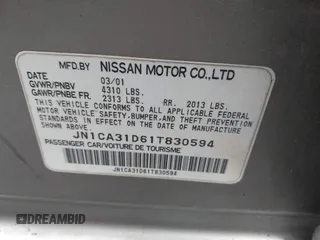 MFD.BY NISSAN MOTOR CO.,LTD
DATE 03/01
GVWR/PNBV 4310 LBS.
GAWR/PNBE FR. 2313 LBS. RR. 2013 LBS.
THIS VEHICLE CONFORMS TO ALL APPLICABLE FEDERAL
MOTOR VEHICLE SAFETY,BUMPER,AND THEFT
PREVENTION STANDARDS IN EFFECT ON THE DATE OF
MANUFACTURE SHOWN ABOVE.
JN1CA31D61T830594
PASSENGER CAR/VOITURE DE TOURISME
JN1CA31D61T830594
DREAMBID